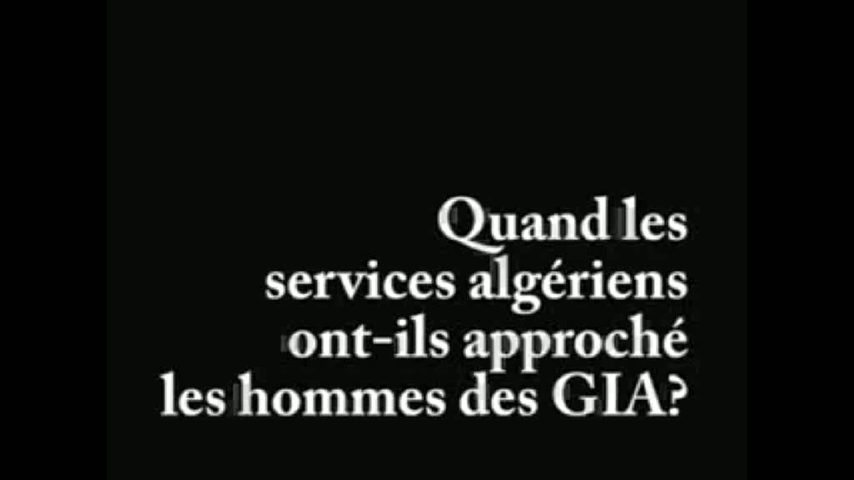 Quand les
services algériens
ont-ils approché
les hommes des GIA?